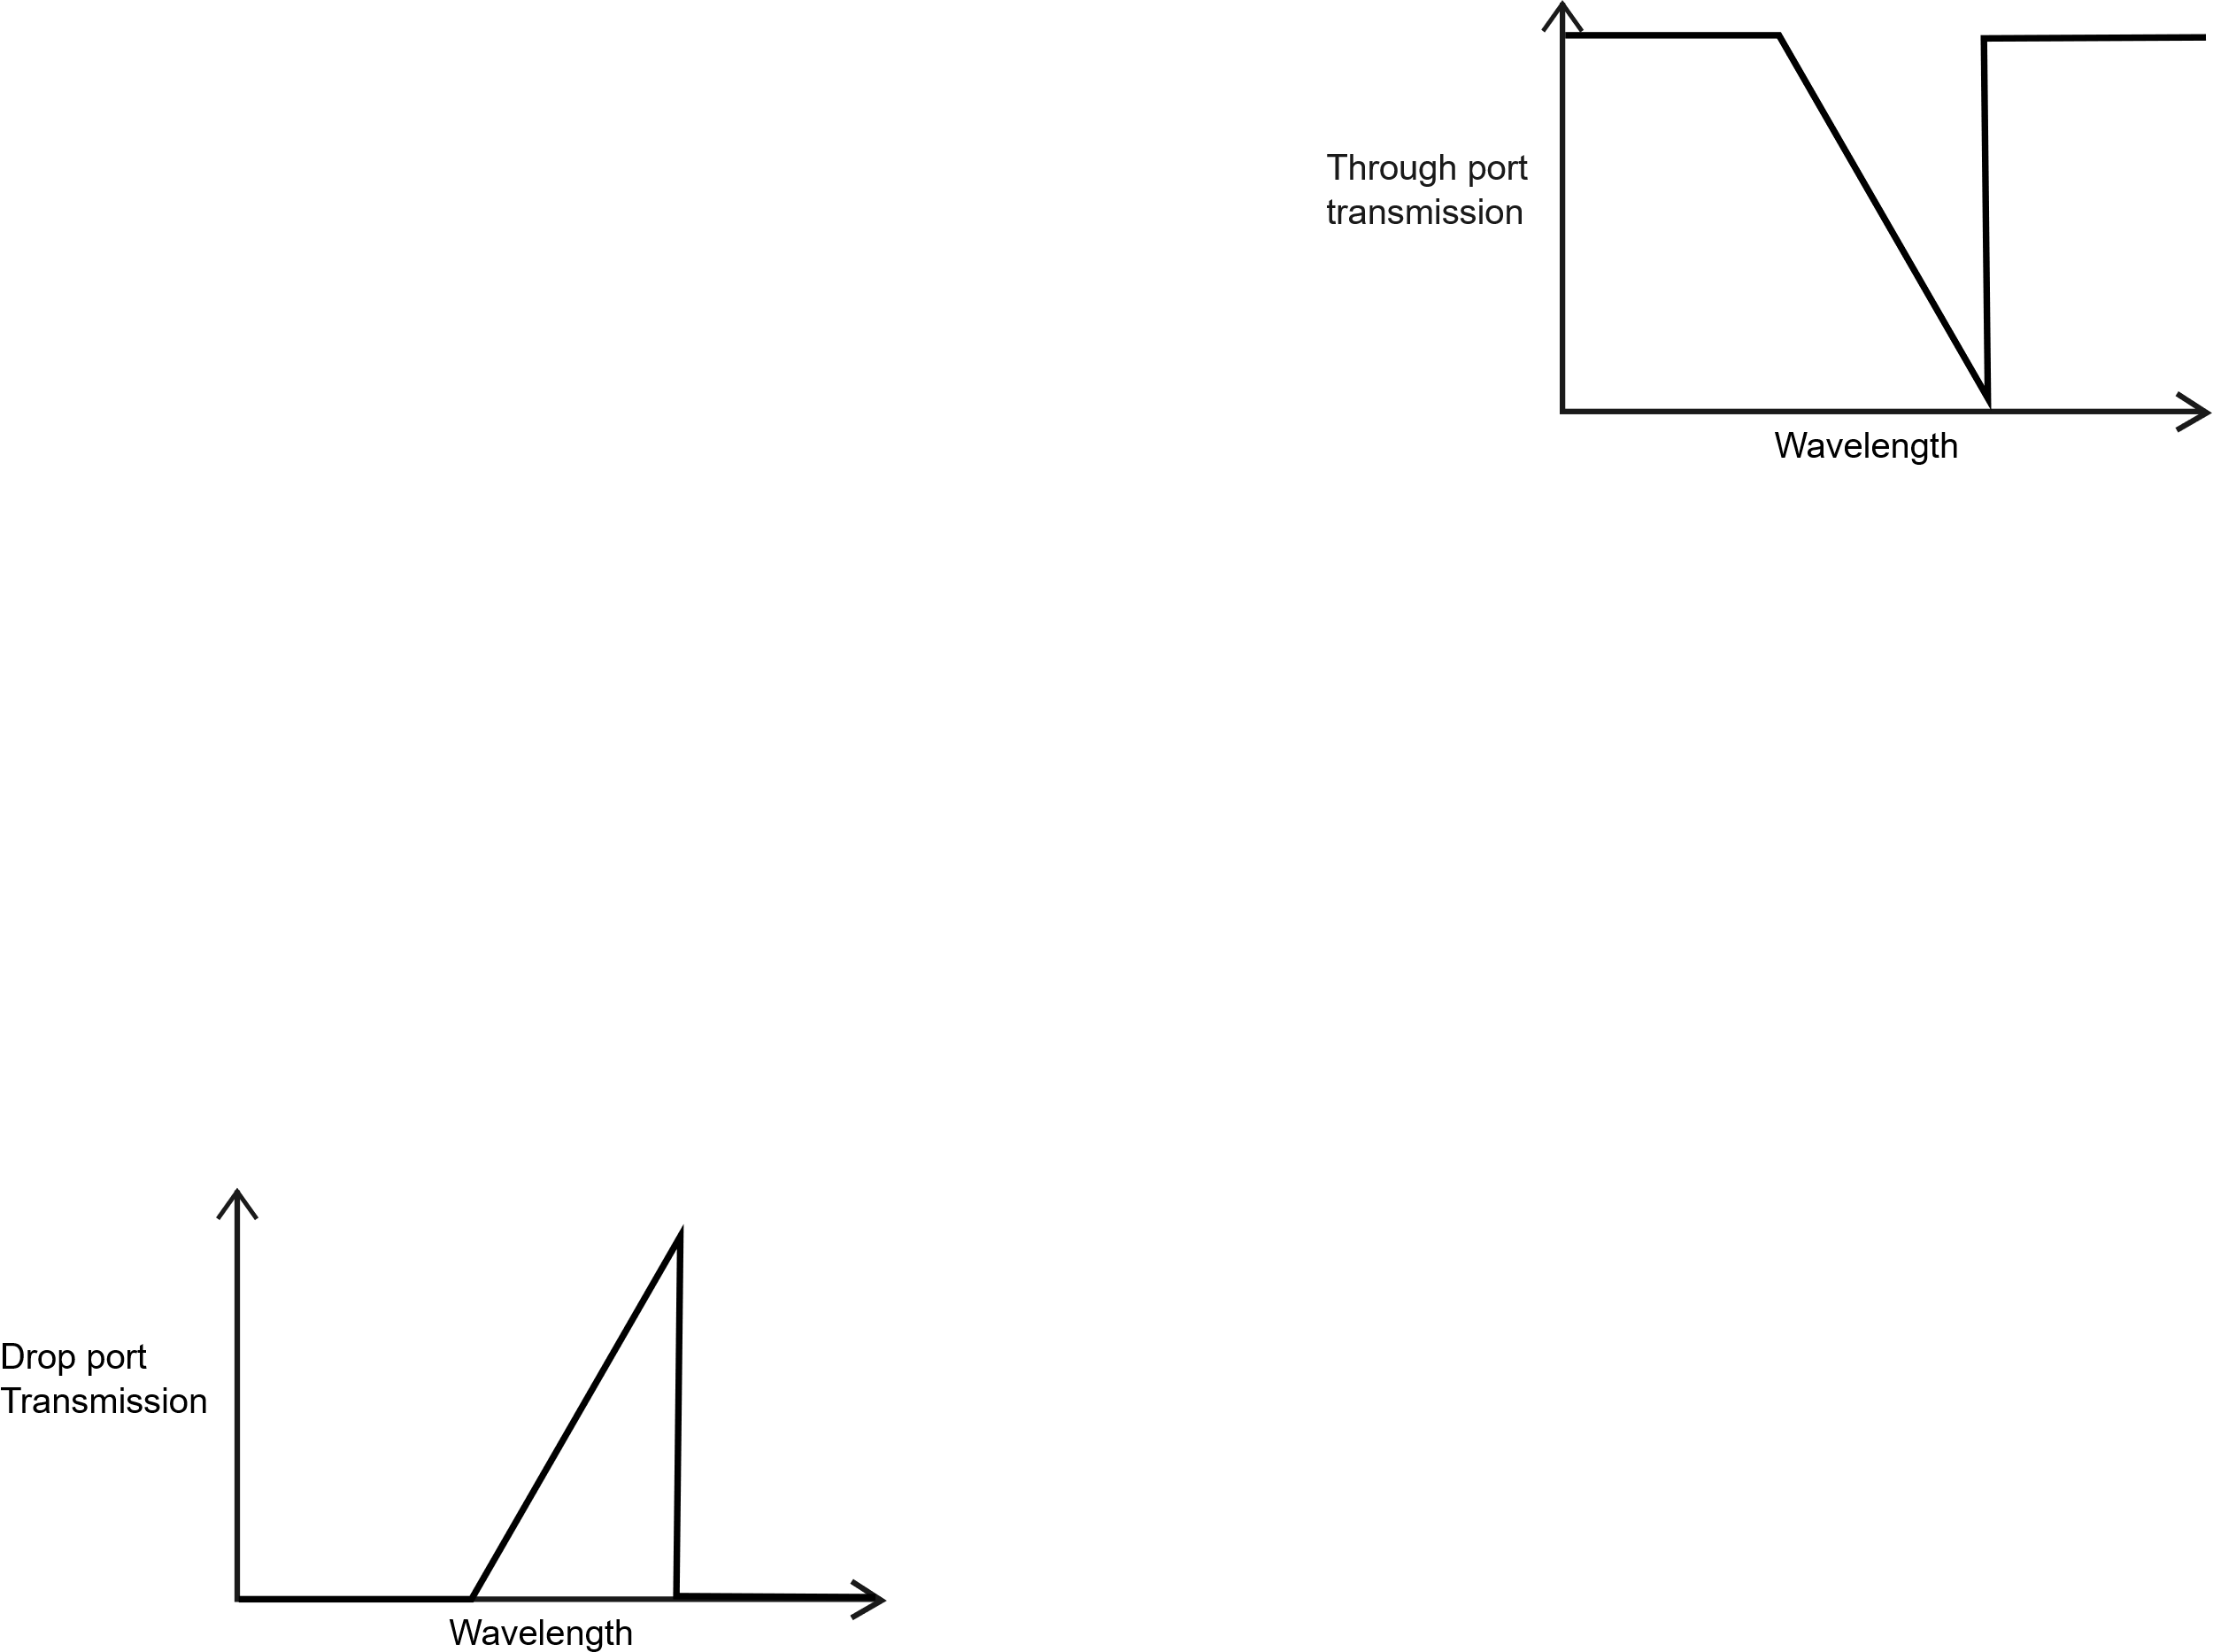 Through port
transmission
Wavelength
Drop port
Transmission
Wavelength